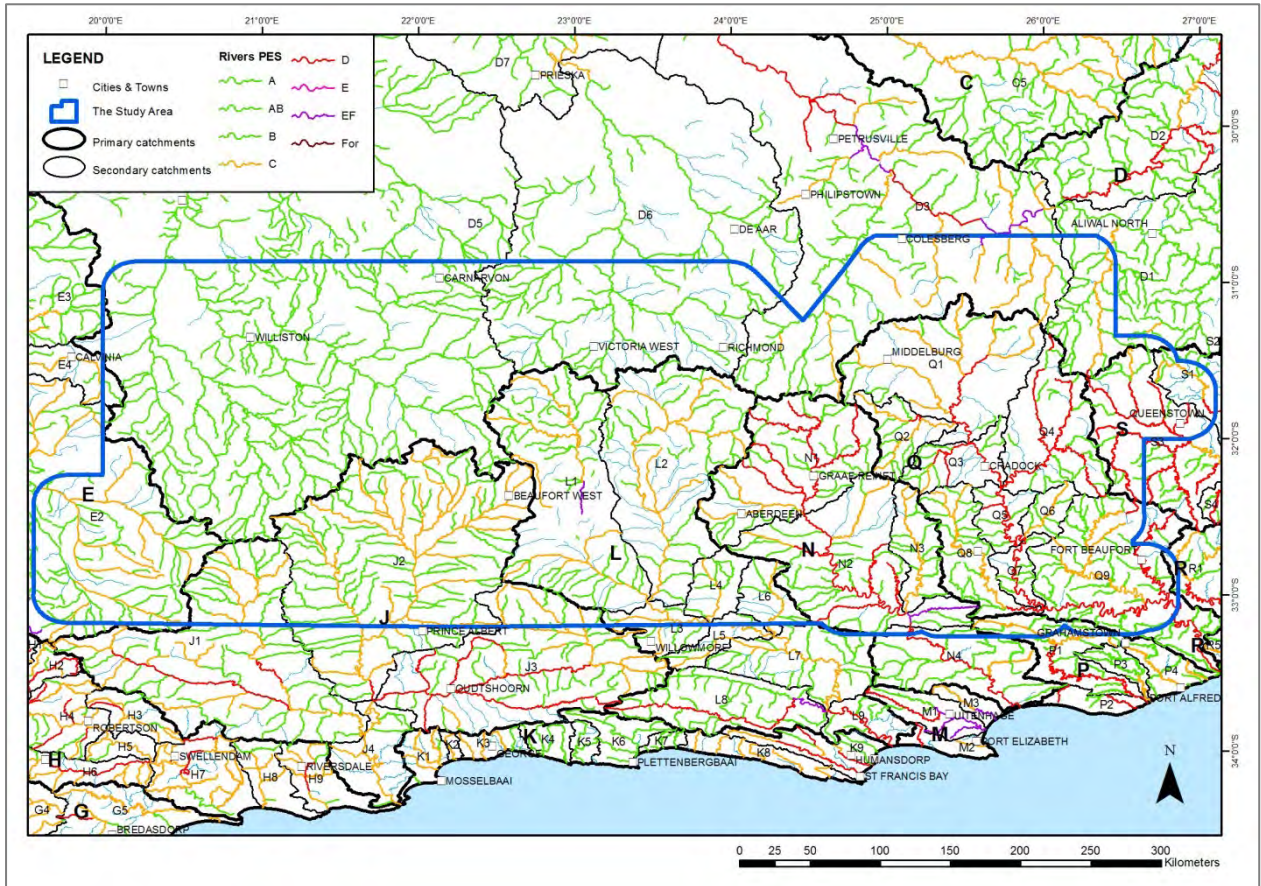 20°0'0"E
21°0'0"E
22°0'0"E
23°0'0"E
24°0'0"E
25°0'0"E
26°0'0"E
27°0'0"E
LEGEND
Cities & Towns
The Study Area
Primary catchments
Secondary catchments
Rivers PES
A
AB
B
C
D
E
EF
For
D7
PRIESKA
C
C5
30°0'0"S
PETRUSVILLE
D2
D
PHILIPSTOWN
D3
D5
D6
DE AAR
ALIWAL NORTH
COLESBERG
CARNARVON
D1
E3
31°0'0"S
WILLISTON
VICTORIA WEST
RICHMOND
MIDDELBURG
Q1
S2
CALVINIA
E4
S1
QUEENSTOWN
S
32°0'0"S
Q2
Q4
L2
N1
Q
Q3
CRADOCK
GRAAF REINET
L1
E
E2
BEAUFORT WEST
ABERDEEN
Q5
Q6
S4
J2
L
N
N2
N3
Q8
Q7
FORT BEAUFORT
Q9
R
R1
L4
L6
33°0'0"S
J
J1
PRINCE ALBERT
L3
L5
WILLOWMORE
GRAHAMSTOWN
P1
L7
N4
P
P3
P4
R5
PORT ALFRED
P2
H2
J3
OUDTSHOORN
L8
L9
M1
M3
UITENHAGE
M
M2
PORT ELIZABETH
H4
H3
ROBERTSON
H5
H
H6
SWELLENDAM
H7
H8
RIVERSDALE
H9
J4
K1
K2
K3
GEORGE
K
K4
K5
K6
K7
PLETTENBERGBAAI
K8
K9
HUMANSDORP
ST FRANCIS BAY
34°0'0"S
MOSSELBAAI
G4
G
G5
BREDASDORP
N
0 25 50 100 150 200 250 300
Kilometers